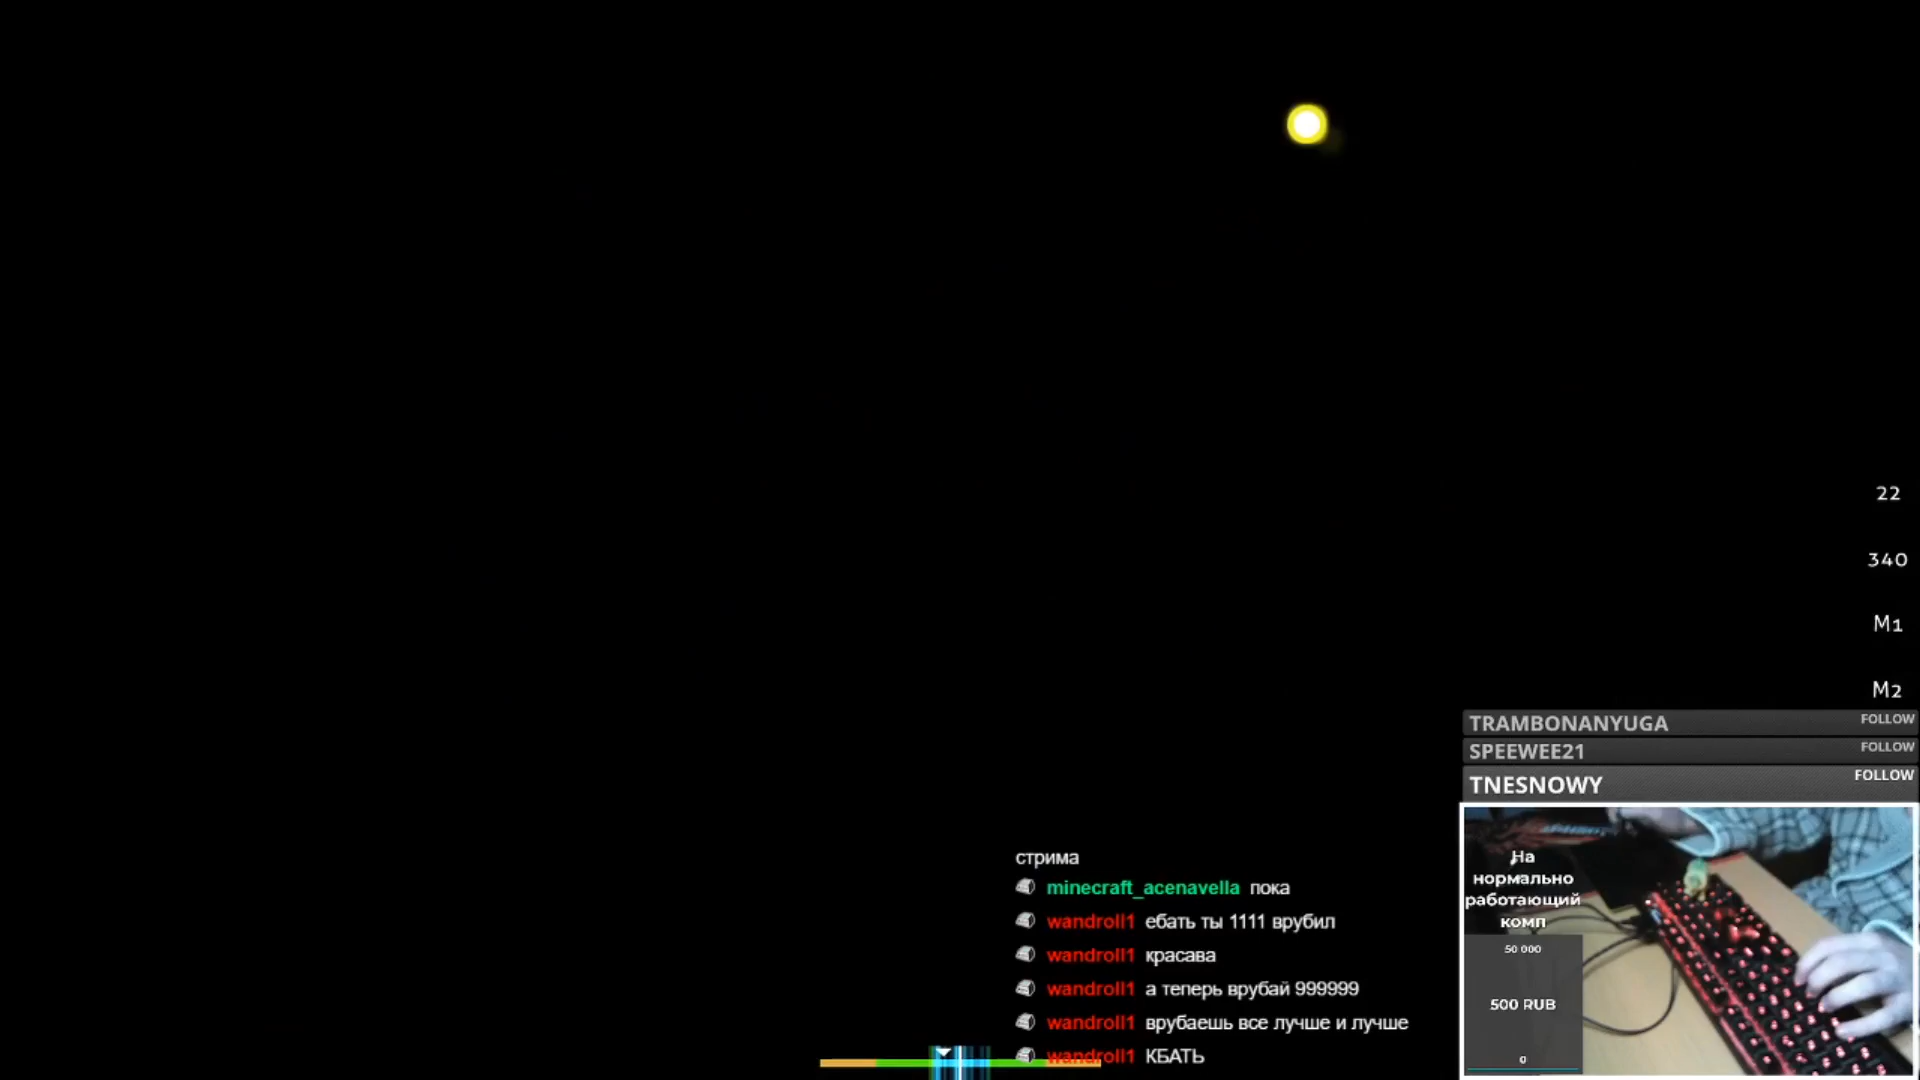 22
340
M1
M2
TRAMBONANYUGA FOLLOW
SPEEWEE21 FOLLOW
TNESNOWY FOLLOW
стрима
minecraft_acenavella пока
wandroll1 ебать ты 1111 врубил
wandroll1 красава
wandroll1 а теперь врубай 999999
wandroll1 врубаешь все лучше и лучше
wandroll1 КБАТЬ
На
нормально
работающий
комп
50 000
500 RUB
0